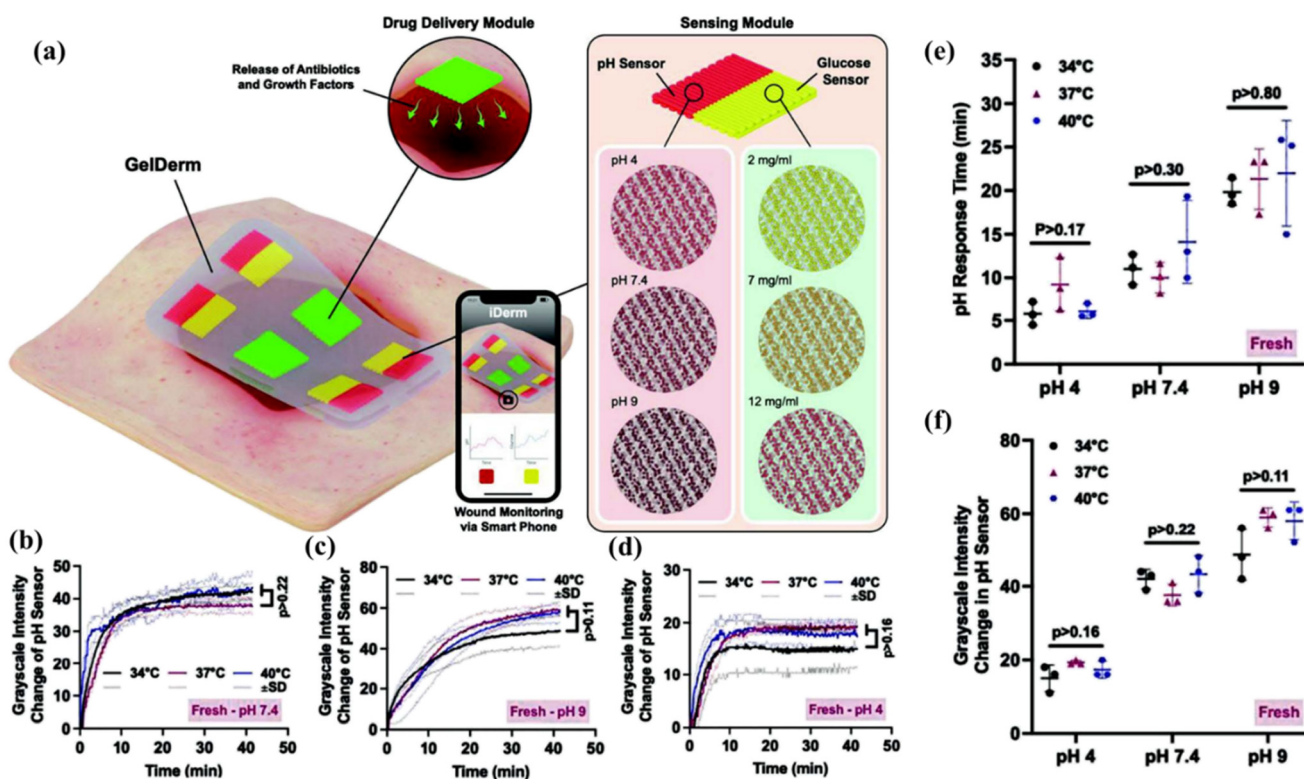 (a)
Drug Delivery Module
Release of Antibiotics
and Growth Factors
GelDerm
iDerm
Time
Time
Wound Monitoring
via Smart Phone
Sensing Module
pH Sensor
Glucose
Sensor
pH 4
2 mg/ml
pH 7.4
7 mg/ml
pH 9
12 mg/ml
(b)
Grayscale Intensity
Change of pH Sensor
50
40
30
20
10
0
34°C 37°C 40°C
±SD
p>0.22
Fresh - pH 7.4
0 10 20 30 40 50
Time (min)
(c)
Grayscale Intensity
Change of pH Sensor
80
60
40
20
0
34°C 37°C 40°C
±SD
p>0.11
Fresh - pH 9
0 10 20 30 40 50
Time (min)
(d)
Grayscale Intensity
Change of pH Sensor
30
20
10
0
34°C 37°C 40°C
±SD
p>0.16
Fresh - pH 4
0 10 20 30 40 50
Time (min)
(e)
pH Response Time (min)
35
30
25
20
15
10
5
0
34°C
37°C
40°C
P>0.17
p>0.30
p>0.80
Fresh
pH 4 pH 7.4 pH 9
(f)
Grayscale Intensity
Change in pH Sensor
80
60
40
20
0
34°C
37°C
40°C
p>0.16
p>0.22
p>0.11
Fresh
pH 4 pH 7.4 pH 9